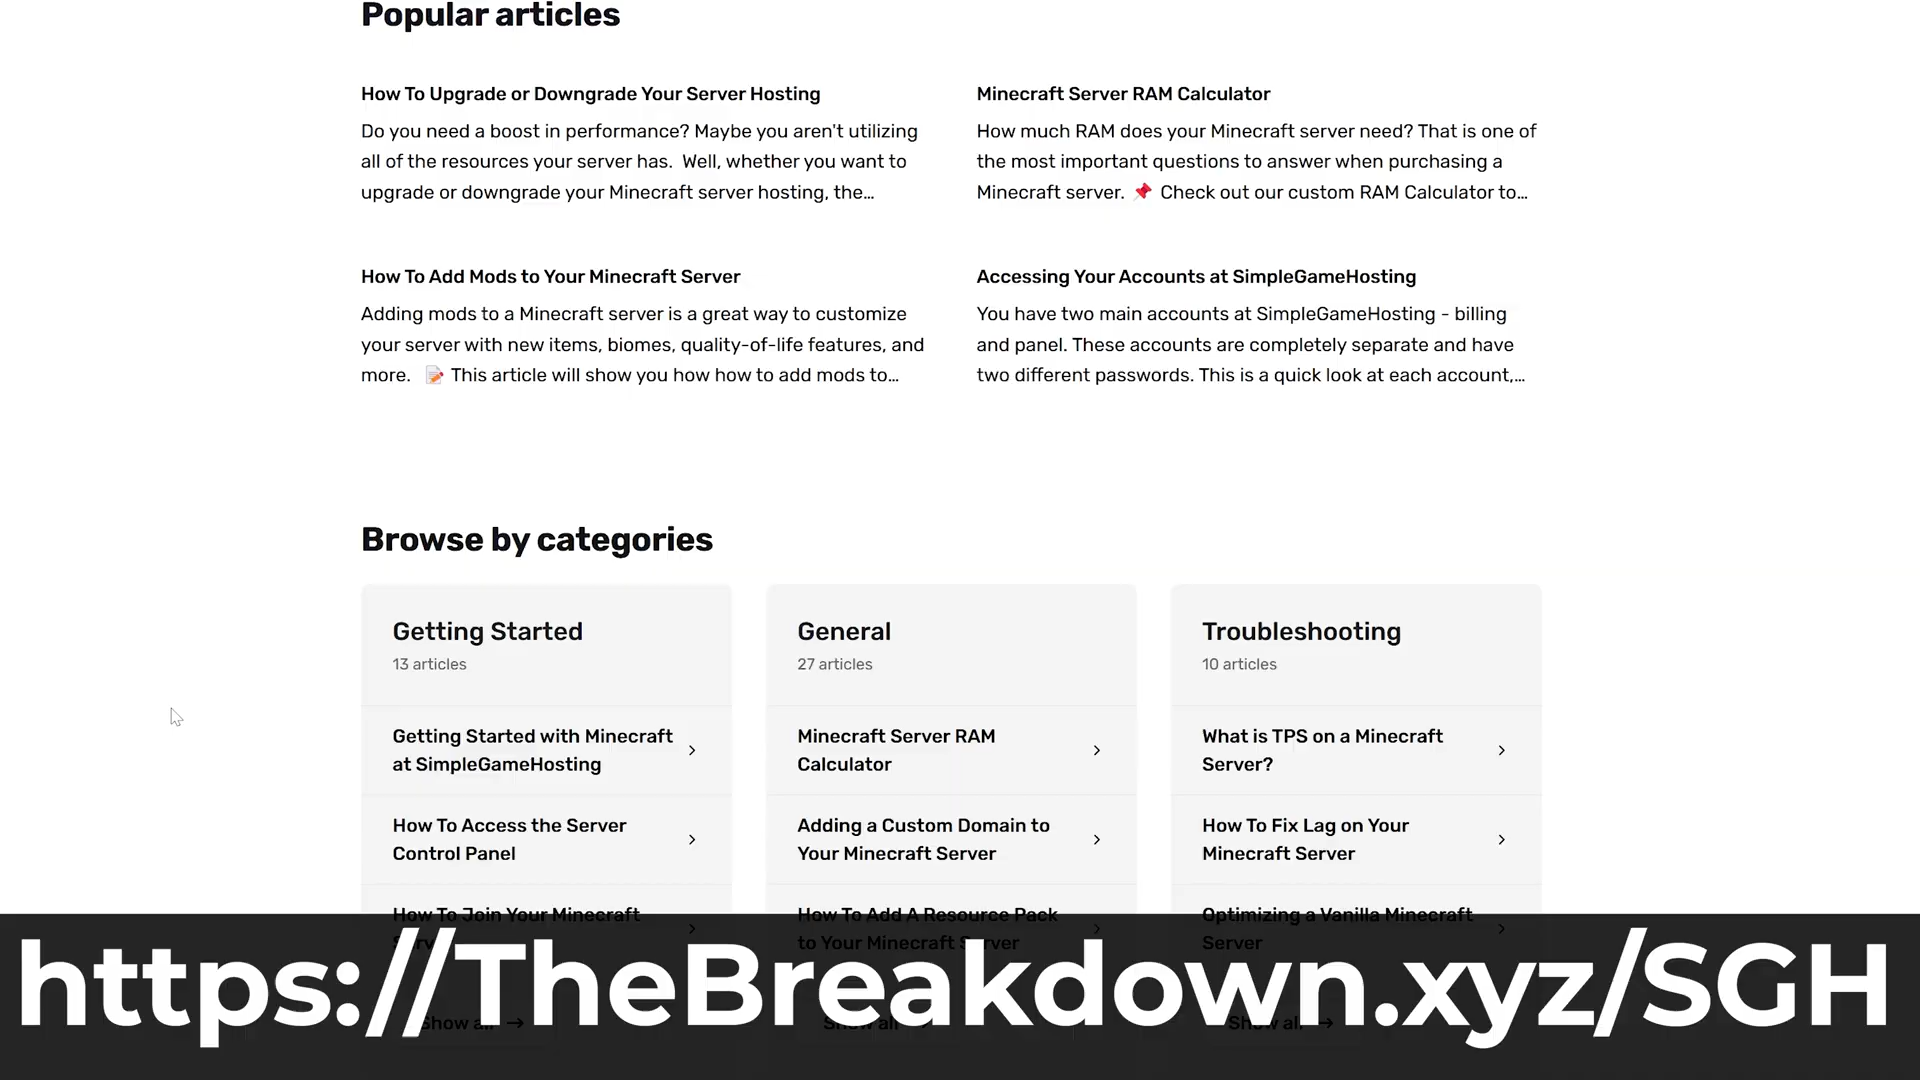 Popular articles
How To Upgrade or Downgrade Your Server Hosting
Do you need a boost in performance? Maybe you aren't utilizing
all of the resources your server has.  Well, whether you want to
upgrade or downgrade your Minecraft server hosting, the...
Minecraft Server RAM Calculator
How much RAM does your Minecraft server need? That is one of
the most important questions to answer when purchasing a
Minecraft server. 📌 Check out our custom RAM Calculator to...
How To Add Mods to Your Minecraft Server
Adding mods to a Minecraft server is a great way to customize
your server with new items, biomes, quality-of-life features, and
more. 📝 This article will show you how how to add mods to...
Accessing Your Accounts at SimpleGameHosting
You have two main accounts at SimpleGameHosting - billing
and panel. These accounts are completely separate and have
two different passwords. This is a quick look at each account,...
Browse by categories
Getting Started
13 articles
Getting Started with Minecraft
at SimpleGameHosting
How To Access the Server
Control Panel
How To Join Your Minecraft
Server
Show all →
General
27 articles
Minecraft Server RAM
Calculator
Adding a Custom Domain to
Your Minecraft Server
How To Add A Resource Pack
to Your Minecraft Server
Show all
Troubleshooting
10 articles
What is TPS on a Minecraft
Server?
How To Fix Lag on Your
Minecraft Server
Optimizing a Vanilla Minecraft
Server
Show all →
https://TheBreakdown.xyz/SGH